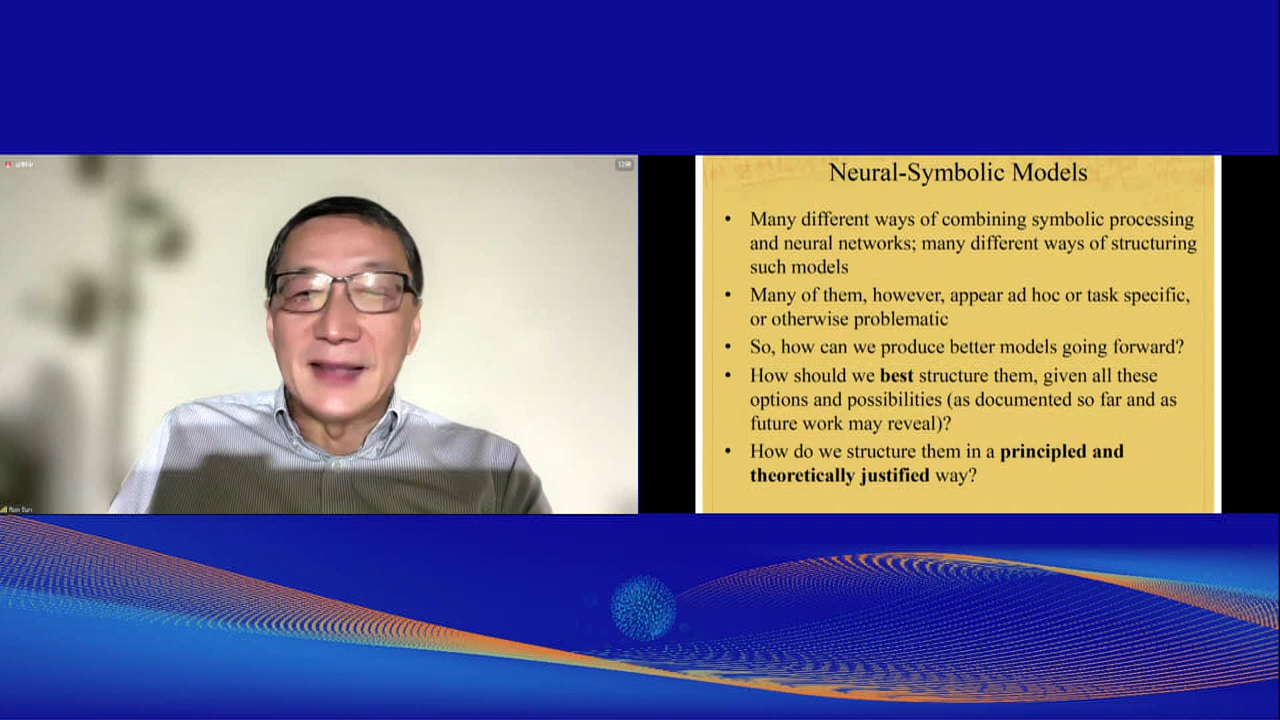 Neural-Symbolic Models
• Many different ways of combining symbolic processing
and neural networks; many different ways of structuring
such models
• Many of them, however, appear ad hoc or task specific,
or otherwise problematic
• So, how can we produce better models going forward?
• How should we best structure them, given all these
options and possibilities (as documented so far and as
future work may reveal)?
• How do we structure them in a principled and
theoretically justified way?
Ron Sun